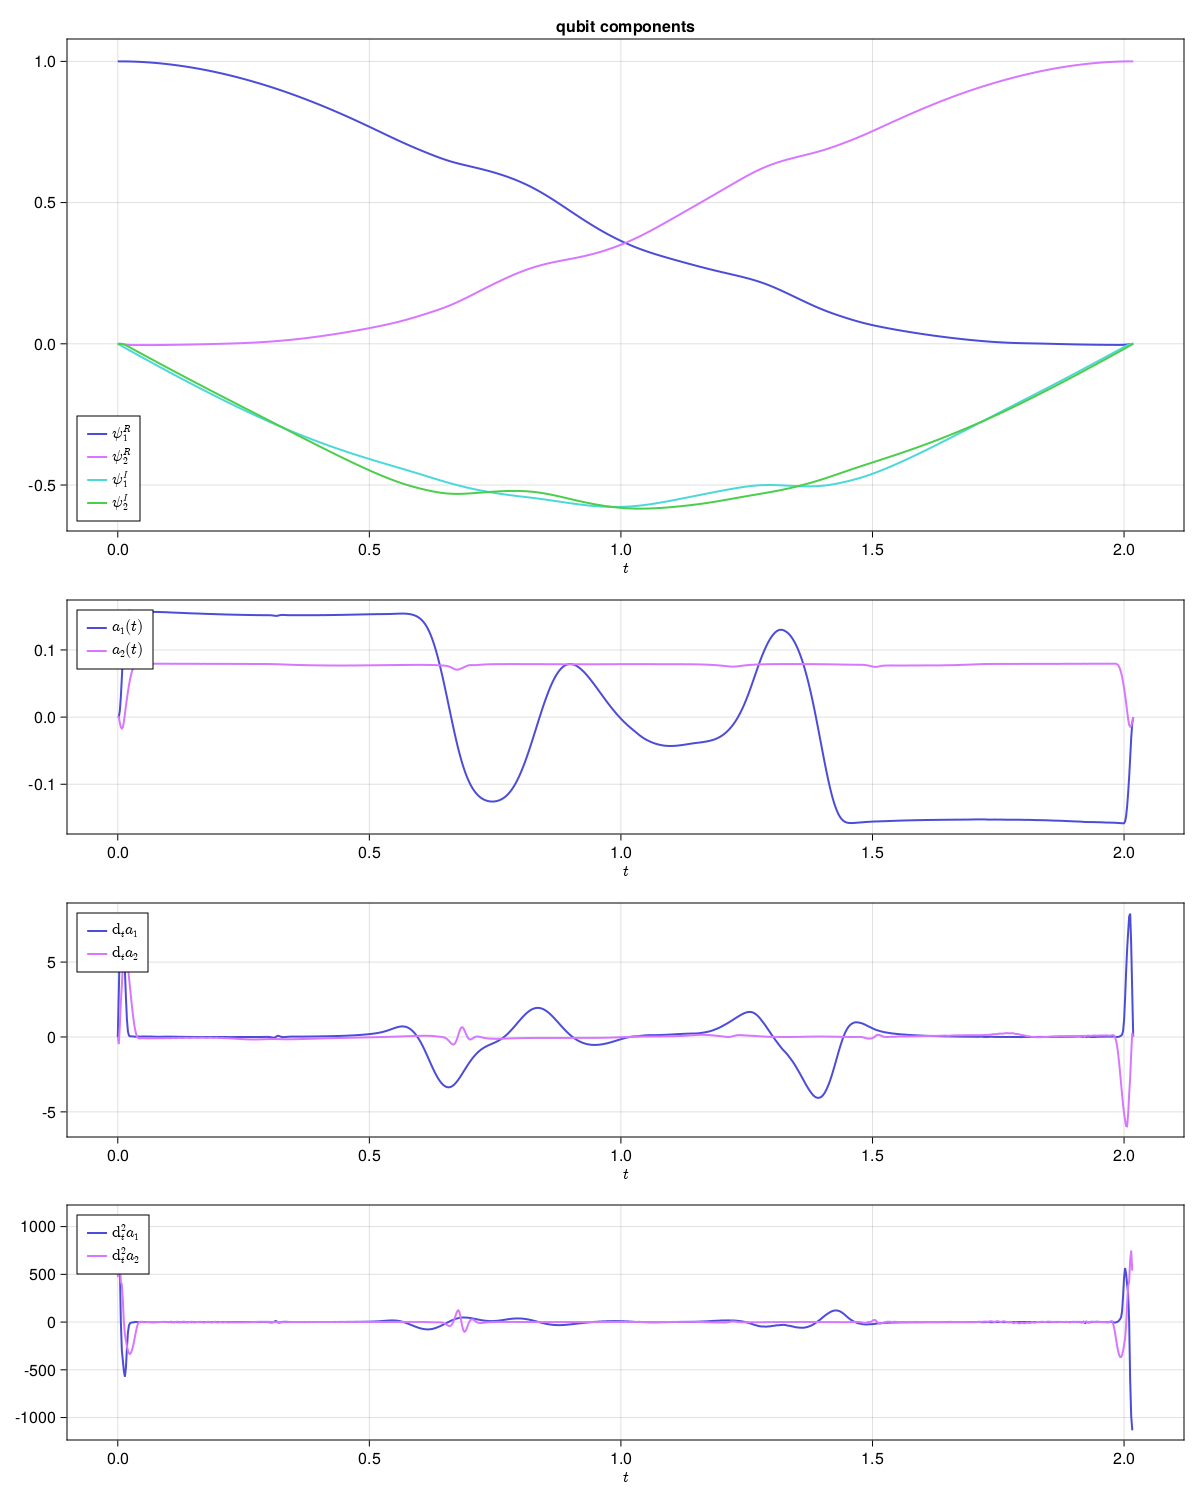 qubit components
1.0
0.5
0.0
-0.5
ψ₁ᴿ
ψ₂ᴿ
ψ₁ᴵ
ψ₂ᴵ
0.0 0.5 1.0 1.5 2.0
t
0.1
0.0
-0.1
a₁(t)
a₂(t)
0.0 0.5 1.0 1.5 2.0
t
5
0
-5
dₜa₁
dₜa₂
0.0 0.5 1.0 1.5 2.0
t
1000
500
0
-500
-1000
dₜ²a₁
dₜ²a₂
0.0 0.5 1.0 1.5 2.0
t